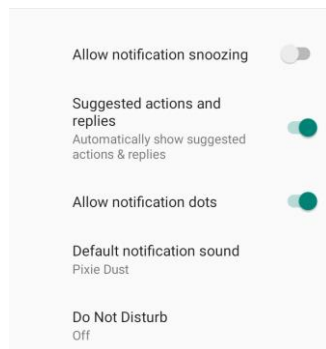 Allow notification snoozing
Suggested actions and
replies
Automatically show suggested
actions & replies
Allow notification dots
Default notification sound
Pixie Dust
Do Not Disturb
Off